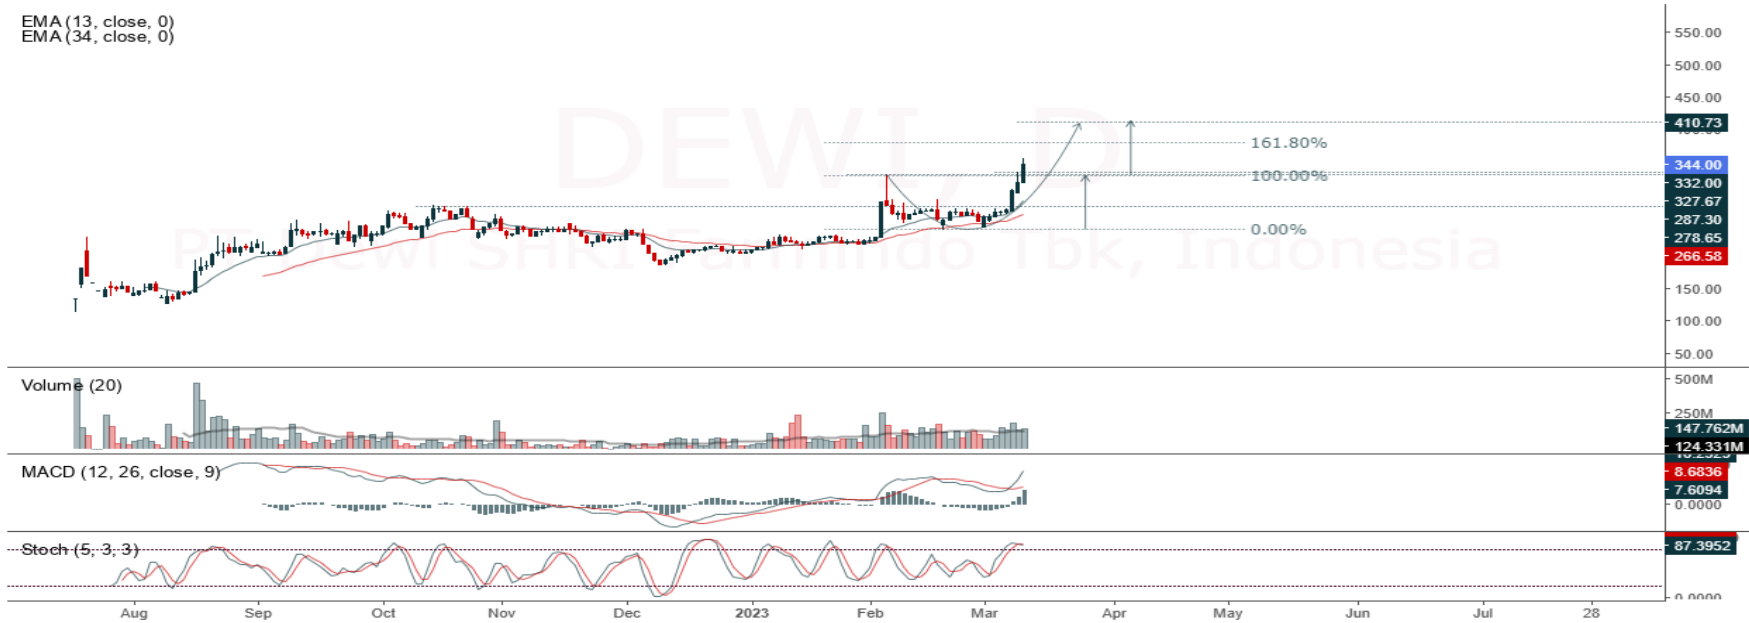 EMA (13, close, 0)
EMA (34, close, 0)
DEWI, D
Shri Farmindo Tbk, Indonesia
550.00
500.00
450.00
410.73
161.80%
344.00
100.00%
332.00
327.67
287.30
0.00%
278.65
266.58
150.00
100.00
50.00
Volume (20)
500M
250M
147.762M
124.331M
MACD (12, 26, close, 9)
8.6836
7.6094
0.0000
Stoch (5, 3, 3)
87.3952
0.0000
Aug
Sep
Oct
Nov
Dec
2023
Feb
Mar
Apr
May
Jun
Jul
28